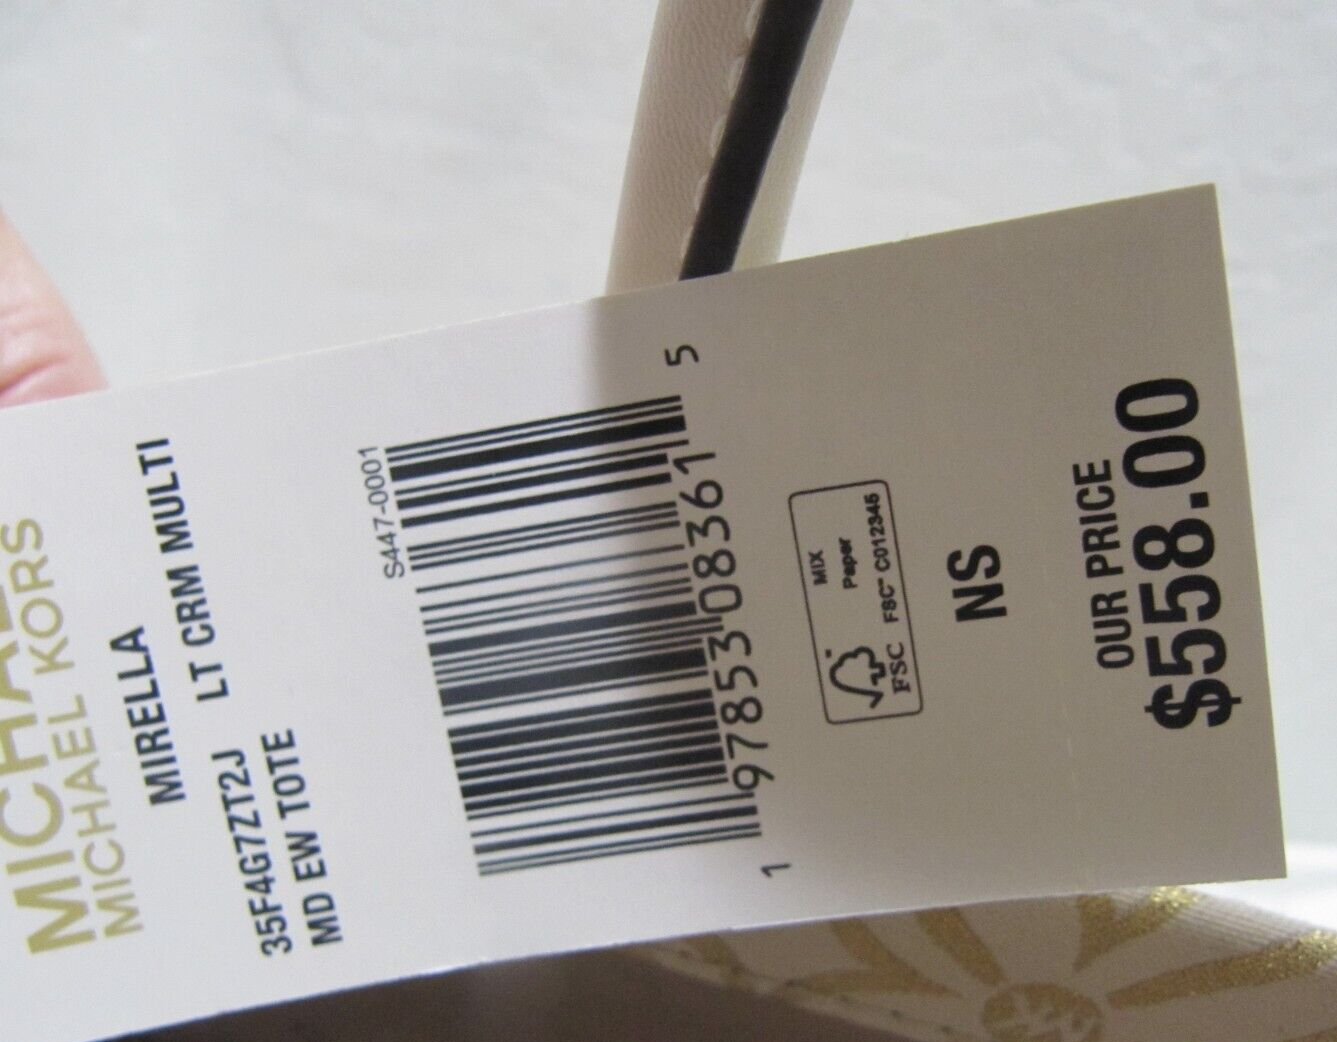 MICHAEL
MICHAEL KORS
MIRELLA
35F4G7ZT2J LT CRM MULTI
MD EW TOTE
S447-0001
1 97853 08361 5
MIX
Paper
FSC FSC™ C012345
NS
OUR PRICE
$558.00